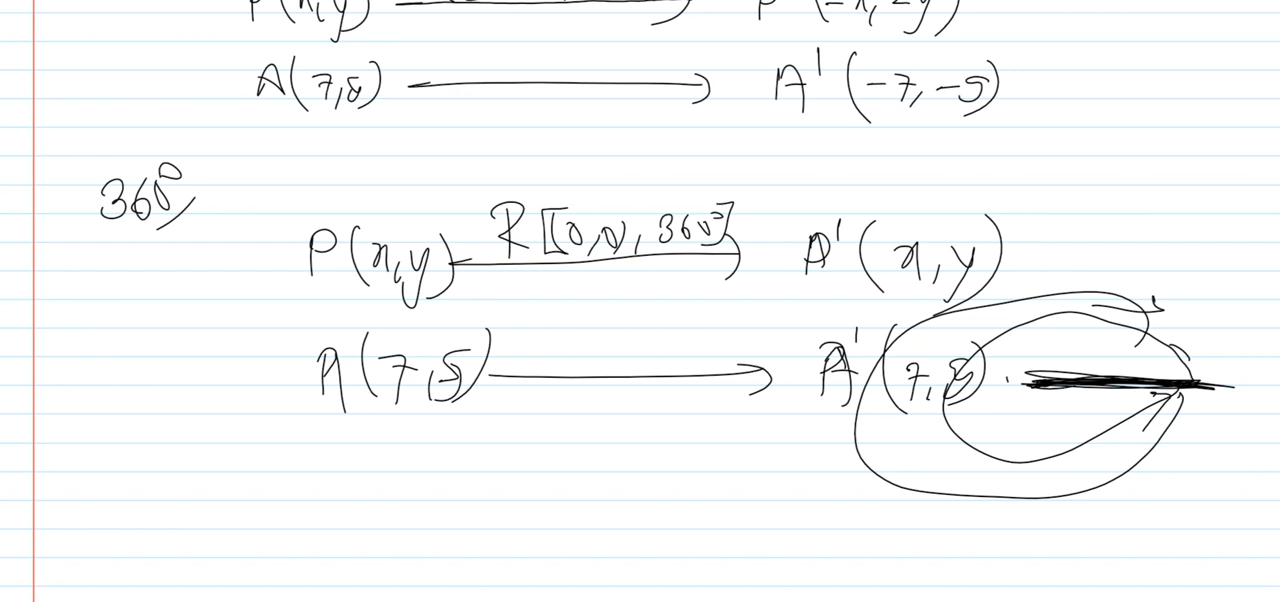 P(x,y) → P'(-x,-y)
A(7,5) → A'(-7,-5)
360°
P(x,y) R[(0,0), 360°] → A'(x,y)
A(7,5) → A'(7,5)